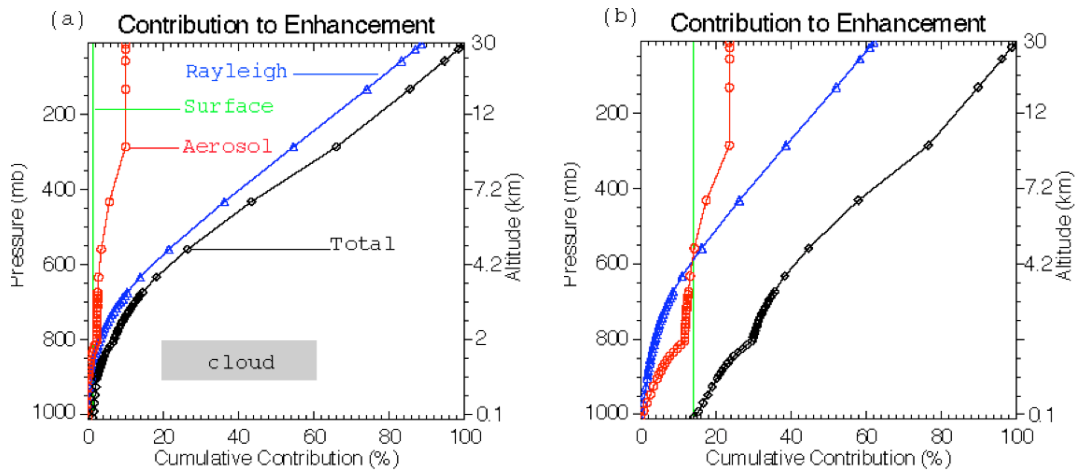 (a) Contribution to Enhancement
Rayleigh
Surface
Aerosol
Total
cloud
Pressure (mb)
200
400
600
800
1000
Altitude (km)
30
12
7.2
4.2
2
0.1
0 20 40 60 80 100
Cumulative Contribution (%)
(b) Contribution to Enhancement
Pressure (mb)
200
400
600
800
1000
Altitude (km)
30
12
7.2
4.2
2
0.1
0 20 40 60 80 100
Cumulative Contribution (%)